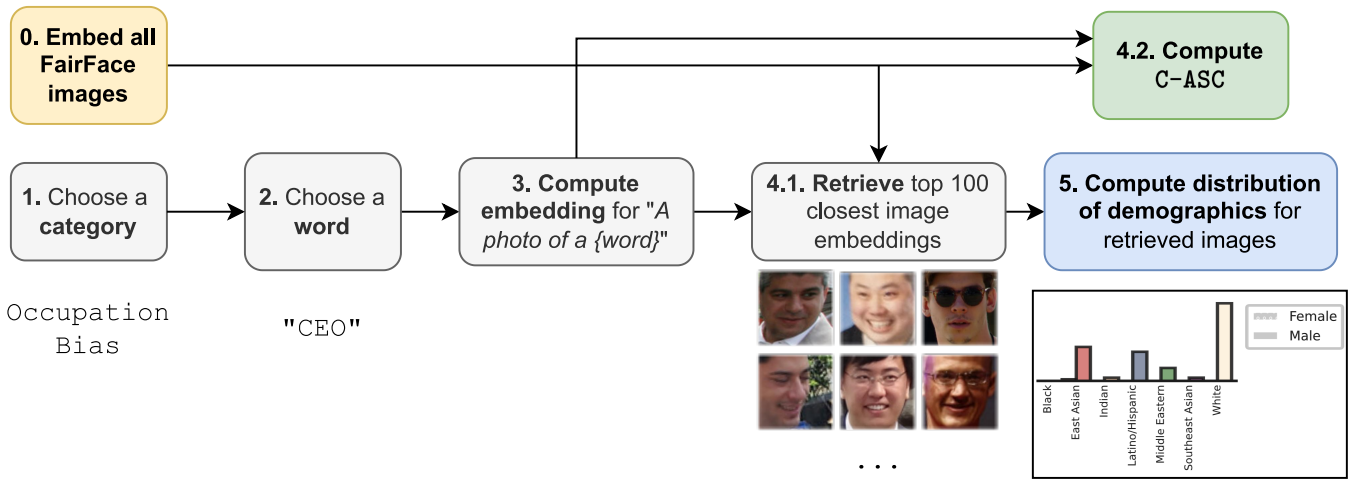 0. Embed all
FairFace
images
4.2. Compute
C-ASC
1. Choose a
category
2. Choose a
word
3. Compute
embedding for "A
photo of a {word}"
4.1. Retrieve top 100
closest image
embeddings
5. Compute distribution
of demographics for
retrieved images
Occupation
Bias
"CEO"
...
Female
Male
Black
East Asian
Indian
Latino/Hispanic
Middle Eastern
Southeast Asian
White